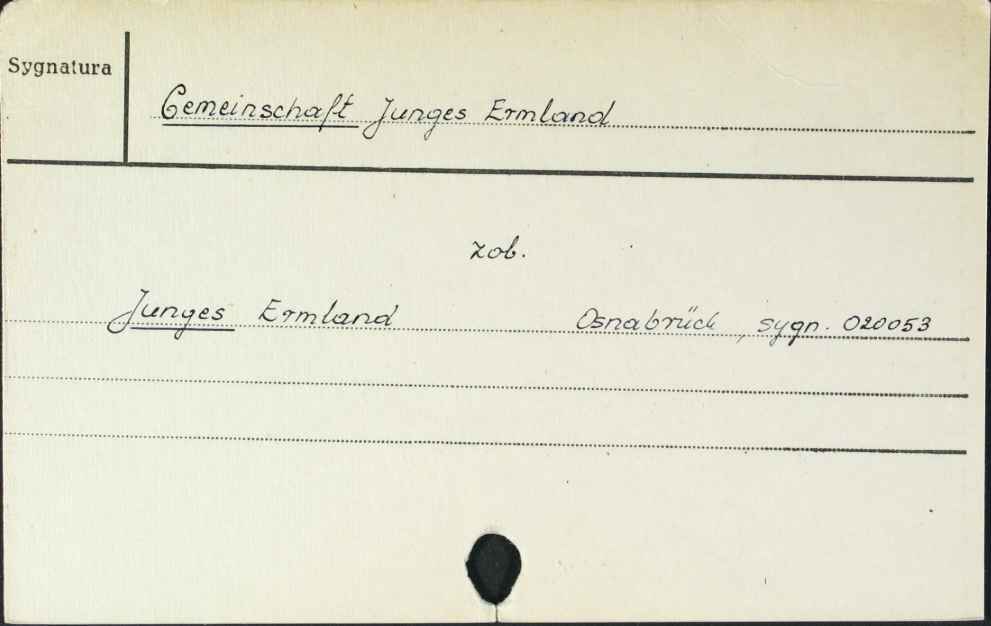 Sygnatura
Gemeinschaft Junges Ermland
zob.
Junges Ermland Osnabrück, sygn. 020053